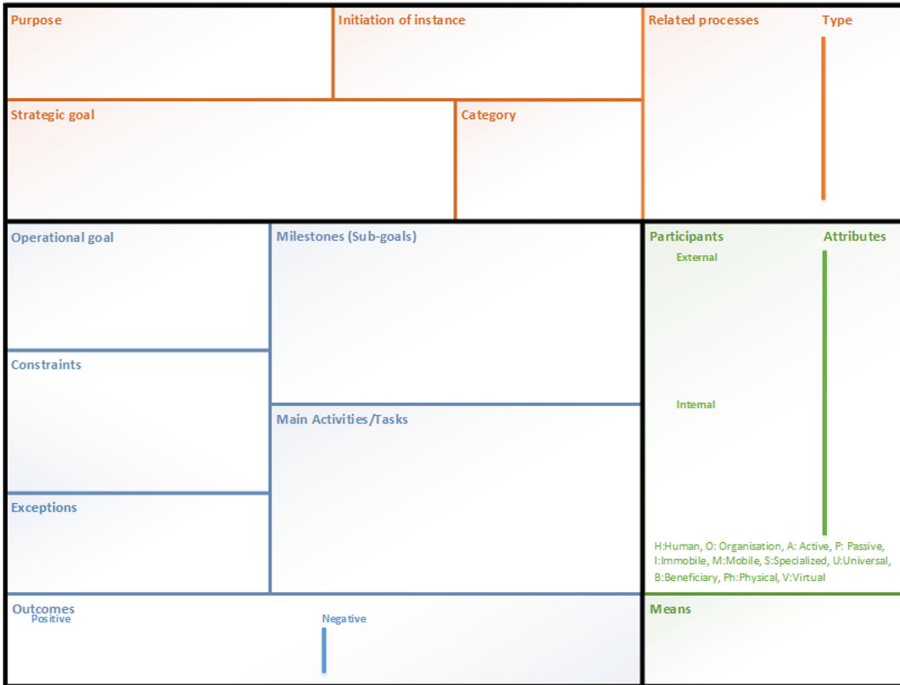 Purpose
Initiation of instance
Related processes
Type
Strategic goal
Category
Operational goal
Milestones (Sub-goals)
Constraints
Main Activities/Tasks
Exceptions
Outcomes
Positive
Negative
Participants
Attributes
External
Internal
H:Human, O: Organisation, A: Active, P: Passive,
I:Immobile, M:Mobile, S:Specialized, U:Universal,
B:Beneficiary, Ph:Physical, V:Virtual
Means